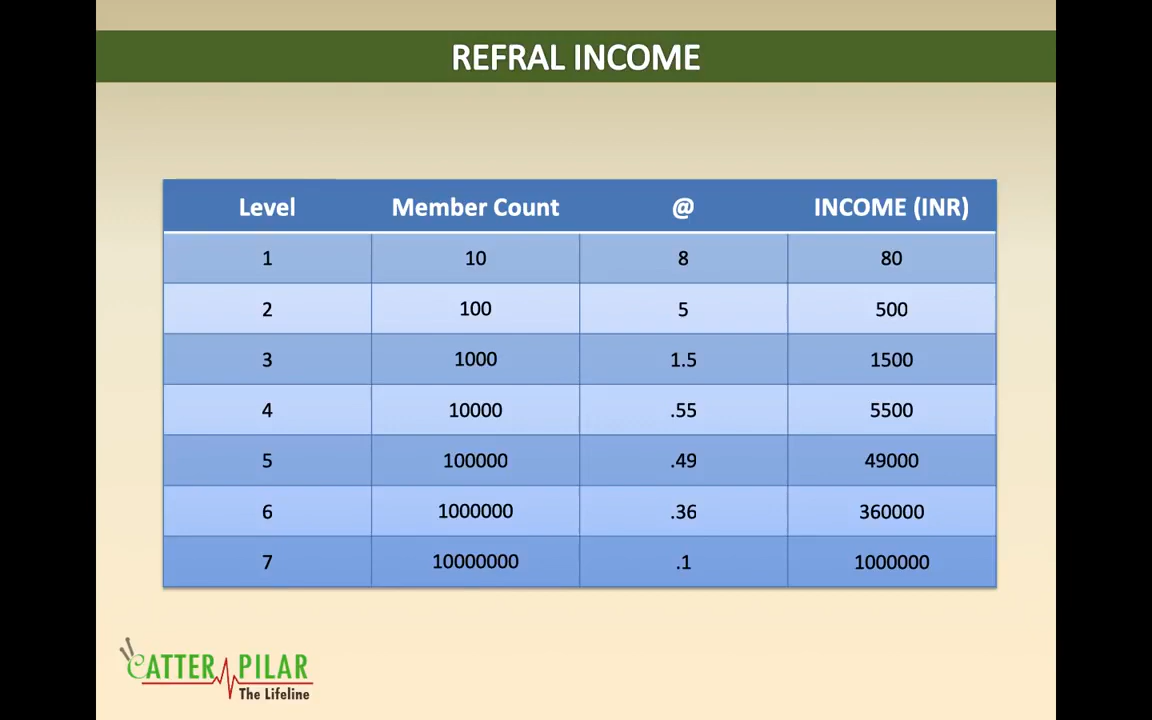 REFRAL INCOME
Level Member Count @ INCOME (INR)
1 10 8 80
2 100 5 500
3 1000 1.5 1500
4 10000 .55 5500
5 100000 .49 49000
6 1000000 .36 360000
7 10000000 .1 1000000
CATTER PILAR
The Lifeline